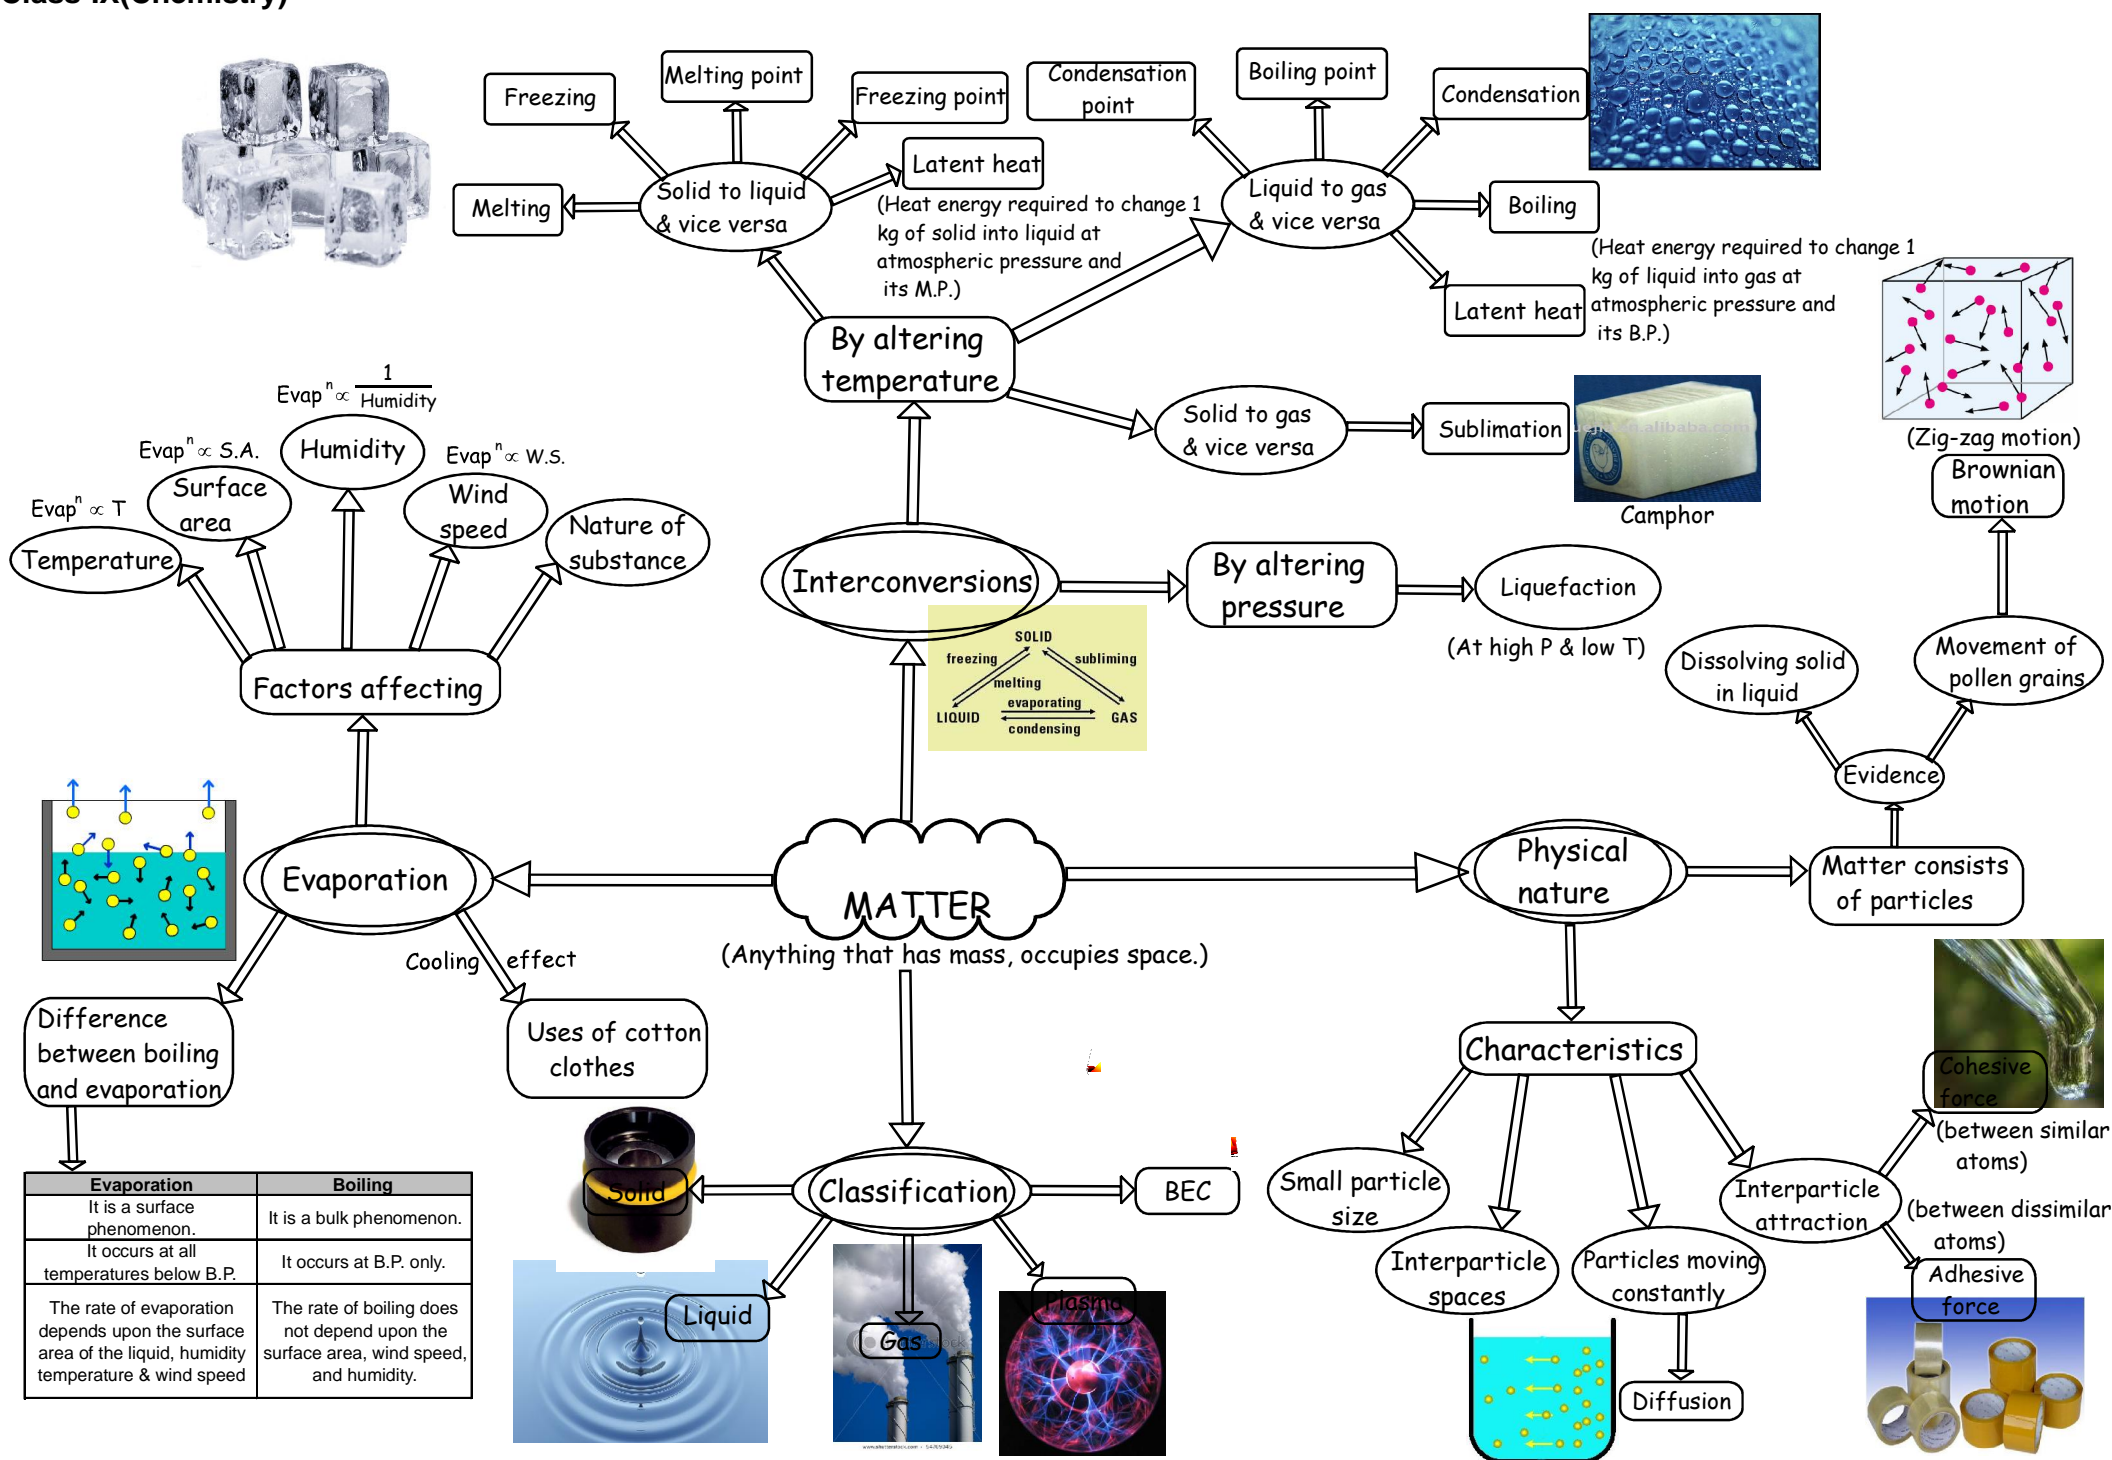 Class-IX(Chemistry)
Freezing
Melting point
Freezing point
Melting
Solid to liquid
& vice versa
Latent heat
(Heat energy required to change 1
kg of solid into liquid at
atmospheric pressure and
its M.P.)
Condensation
point
Boiling point
Condensation
Liquid to gas
& vice versa
Boiling
Latent heat
(Heat energy required to change 1
kg of liquid into gas at
atmospheric pressure and
its B.P.)
By altering
temperature
Solid to gas
& vice versa
Sublimation
Camphor
(Zig-zag motion)
Brownian
motion
Evapⁿ ∝ 1
Humidity
Evapⁿ ∝ S.A.
Humidity
Evapⁿ ∝ W.S.
Evapⁿ ∝ T
Surface
area
Wind
speed
Temperature
Nature of
substance
Factors affecting
Interconversions
By altering
pressure
Liquefaction
(At high P & low T)
SOLID
freezing
subliming
melting
evaporating
LIQUID
GAS
condensing
Dissolving solid
in liquid
Movement of
pollen grains
Evidence
Matter consists
of particles
Physical
nature
Evaporation
MATTER
(Anything that has mass, occupies space.)
Cooling effect
Difference
between boiling
and evaporation
Uses of cotton
clothes
Evaporation
Boiling
It is a surface
phenomenon.
It is a bulk phenomenon.
It occurs at all
temperatures below B.P.
It occurs at B.P. only.
The rate of evaporation
depends upon the surface
area of the liquid, humidity
temperature & wind speed
The rate of boiling does
not depend upon the
surface area, wind speed,
and humidity.
Classification
Solid
Liquid
Gas
Plasma
BEC
Characteristics
Small particle
size
Interparticle
spaces
Particles moving
constantly
Interparticle
attraction
Cohesive
force
(between similar
atoms)
(between dissimilar
atoms)
Adhesive
force
Diffusion